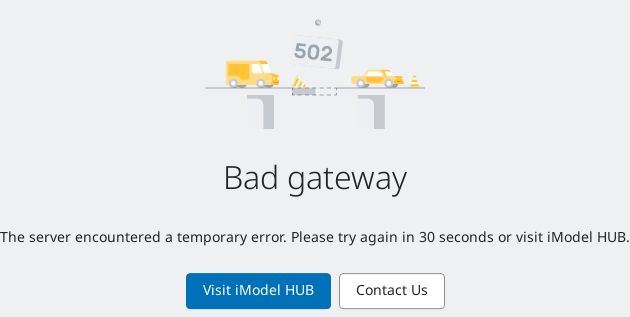 502
Bad gateway
The server encountered a temporary error. Please try again in 30 seconds or visit iModel HUB.
Visit iModel HUB
Contact Us